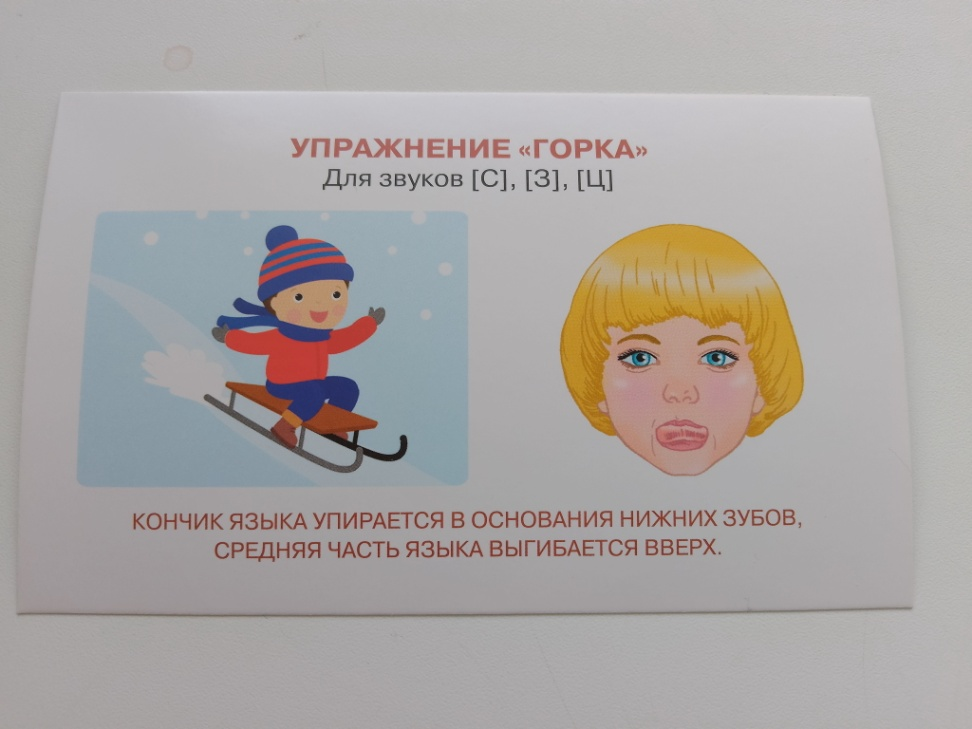 УПРАЖНЕНИЕ «ГОРКА»
Для звуков [С], [З], [Ц]
КОНЧИК ЯЗЫКА УПИРАЕТСЯ В ОСНОВАНИЯ НИЖНИХ ЗУБОВ,
СРЕДНЯЯ ЧАСТЬ ЯЗЫКА ВЫГИБАЕТСЯ ВВЕРХ.